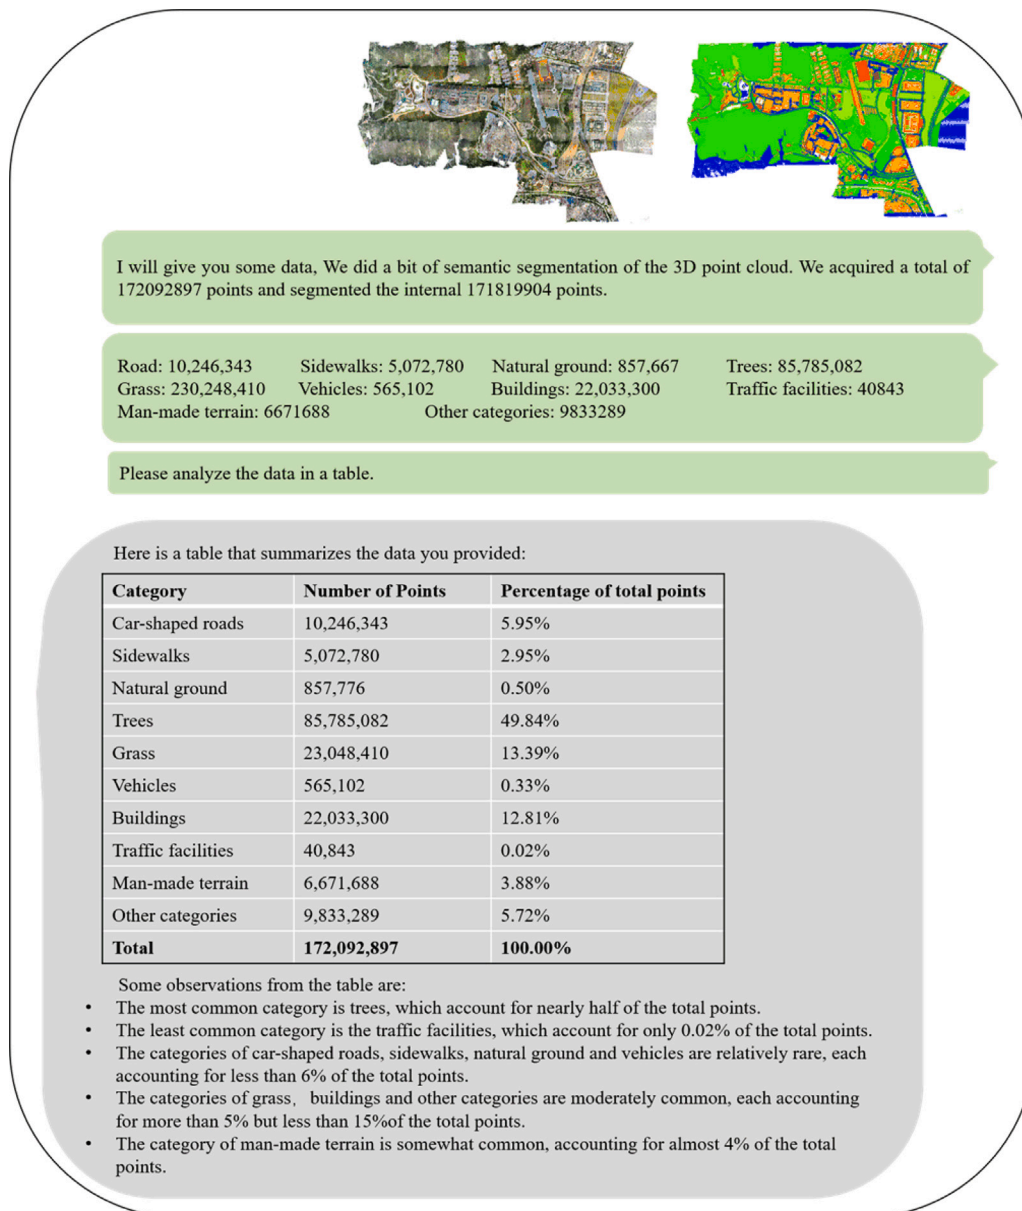 I will give you some data, We did a bit of semantic segmentation of the 3D point cloud. We acquired a total of
172092897 points and segmented the internal 171819904 points.
Road: 10,246,343 Sidewalks: 5,072,780 Natural ground: 857,667 Trees: 85,785,082
Grass: 230,248,410 Vehicles: 565,102 Buildings: 22,033,300 Traffic facilities: 40843
Man-made terrain: 6671688 Other categories: 9833289
Please analyze the data in a table.
Here is a table that summarizes the data you provided:
Category Number of Points Percentage of total points
Car-shaped roads 10,246,343 5.95%
Sidewalks 5,072,780 2.95%
Natural ground 857,776 0.50%
Trees 85,785,082 49.84%
Grass 23,048,410 13.39%
Vehicles 565,102 0.33%
Buildings 22,033,300 12.81%
Traffic facilities 40,843 0.02%
Man-made terrain 6,671,688 3.88%
Other categories 9,833,289 5.72%
Total 172,092,897 100.00%
Some observations from the table are:
• The most common category is trees, which account for nearly half of the total points.
• The least common category is the traffic facilities, which account for only 0.02% of the total points.
• The categories of car-shaped roads, sidewalks, natural ground and vehicles are relatively rare, each
accounting for less than 6% of the total points.
• The categories of grass, buildings and other categories are moderately common, each accounting
for more than 5% but less than 15%of the total points.
• The category of man-made terrain is somewhat common, accounting for almost 4% of the total
points.